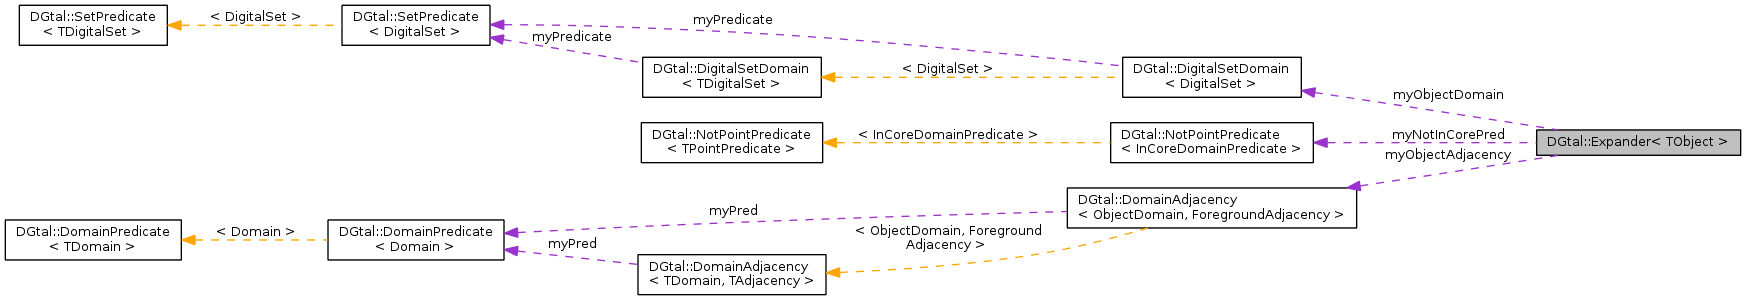 DGtal::SetPredicate
< TDigitalSet >
< DigitalSet >
DGtal::SetPredicate
< DigitalSet >
myPredicate
myPredicate
DGtal::DigitalSetDomain
< TDigitalSet >
< DigitalSet >
DGtal::DigitalSetDomain
< DigitalSet >
myObjectDomain
DGtal::NotPointPredicate
< TPointPredicate >
< InCoreDomainPredicate >
DGtal::NotPointPredicate
< InCoreDomainPredicate >
myNotInCorePred
myObjectAdjacency
DGtal::Expander< TObject >
DGtal::DomainAdjacency
< ObjectDomain, ForegroundAdjacency >
myPred
DGtal::DomainPredicate
< TDomain >
< Domain >
DGtal::DomainPredicate
< Domain >
myPred
< ObjectDomain, Foreground
Adjacency >
DGtal::DomainAdjacency
< TDomain, TAdjacency >